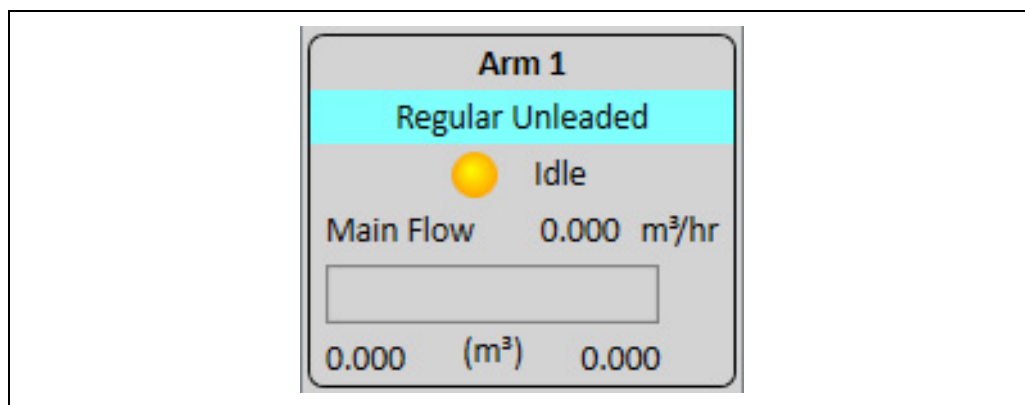 Arm 1
Regular Unleaded
Idle
Main Flow 0.000 m³/hr
0.000 (m³) 0.000